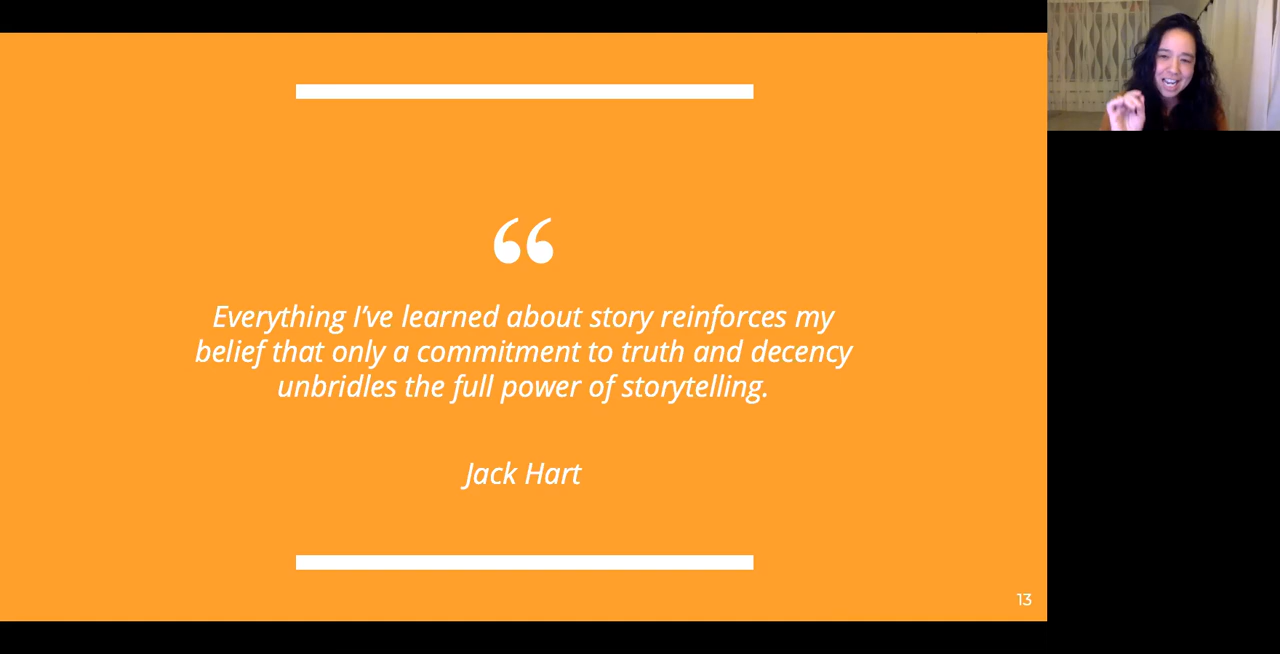 “
Everything I’ve learned about story reinforces my
belief that only a commitment to truth and decency
unbridles the full power of storytelling.
Jack Hart
13